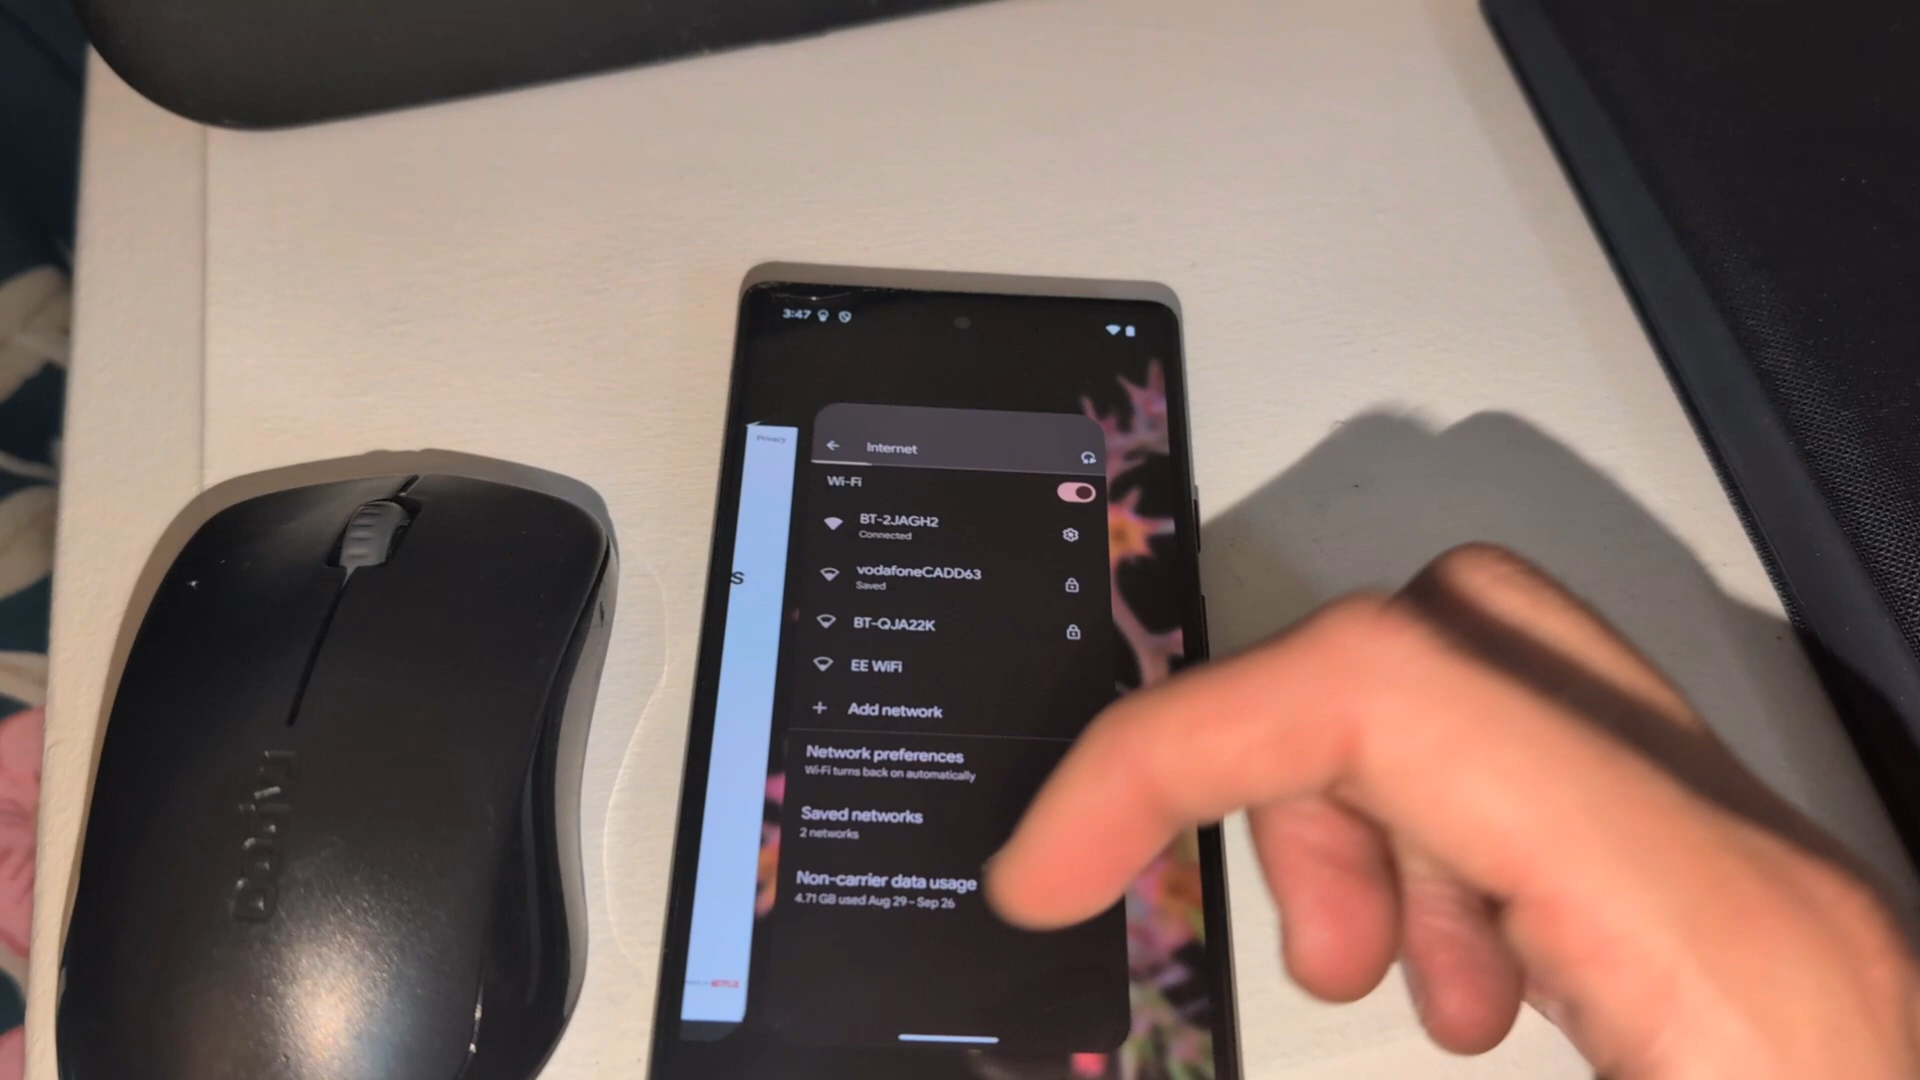 3:47
Privacy
Internet
Wi-Fi
BT-2JAGH2
Connected
vodafoneCADD63
Saved
S
BT-QJA22K
EE WiFi
+ Add network
Network preferences
Wi-Fi turns back on automatically
Saved networks
2 networks
Non-carrier data usage
4.71 GB used Aug 29 – Sep 26
NETFLIX